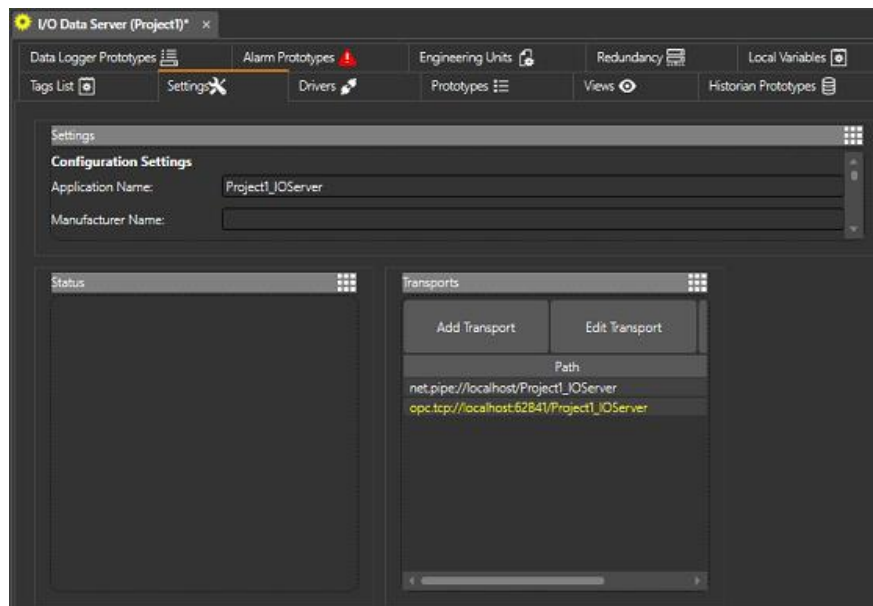 I/O Data Server (Project1)* ×
Data Logger Prototypes Alarm Prototypes Engineering Units Redundancy Local Variables
Tags List Settings Drivers Prototypes Views Historian Prototypes
Settings
Configuration Settings
Application Name: Project1_IOServer
Manufacturer Name:
Status Transports
Add Transport Edit Transport
Path
net.pipe://localhost/Project1_IOServer
opc.tcp://localhost:62841/Project1_IOServer